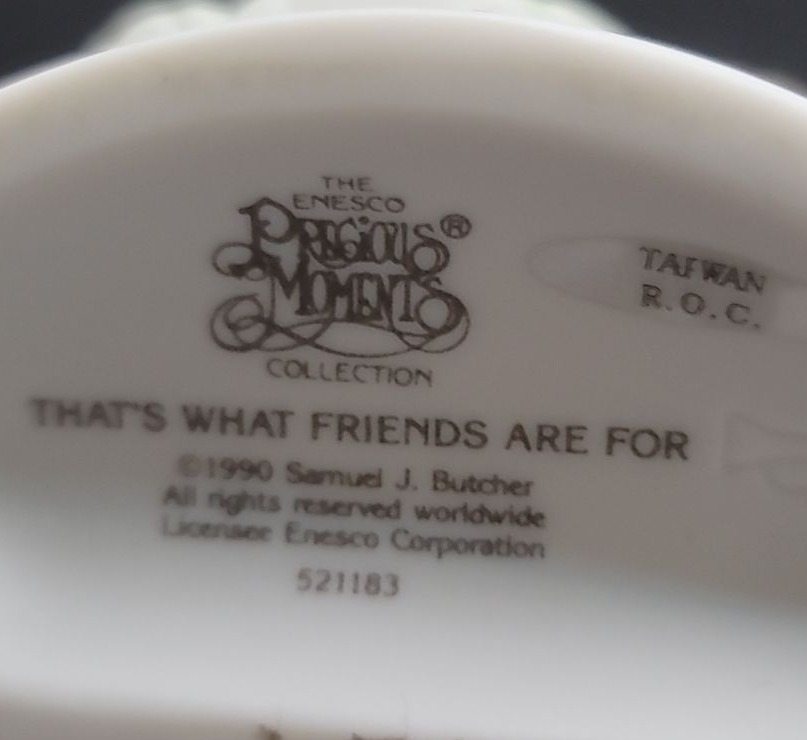 THE
ENESCO
PRECIOUS®
MOMENTS
COLLECTION
TAIWAN
R.O.C.
THAT'S WHAT FRIENDS ARE FOR
©1990 Samuel J. Butcher
All rights reserved worldwide
Licensee Enesco Corporation
521183